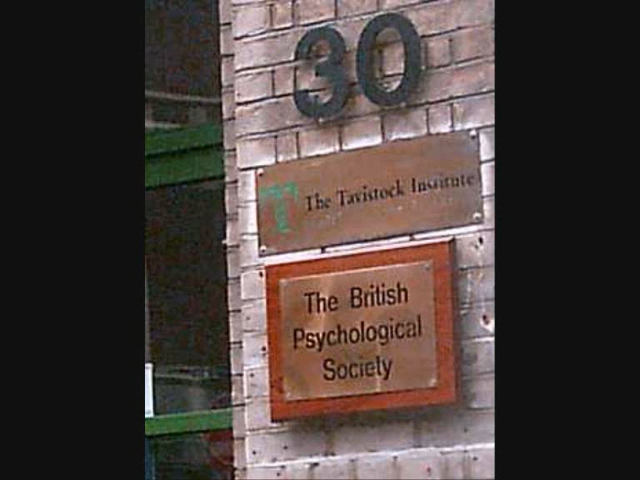 30
The Tavistock Institute
The British
Psychological
Society